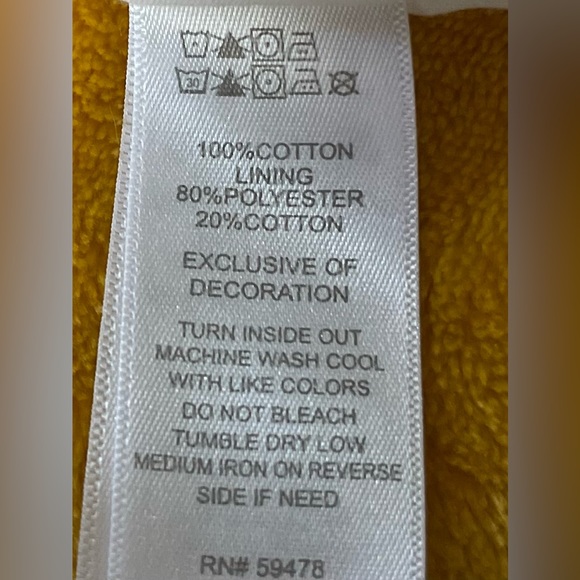 30
100%COTTON
LINING
80%POLYESTER
20%COTTON
EXCLUSIVE OF
DECORATION
TURN INSIDE OUT
MACHINE WASH COOL
WITH LIKE COLORS
DO NOT BLEACH
TUMBLE DRY LOW
MEDIUM IRON ON REVERSE
SIDE IF NEED
RN# 59478